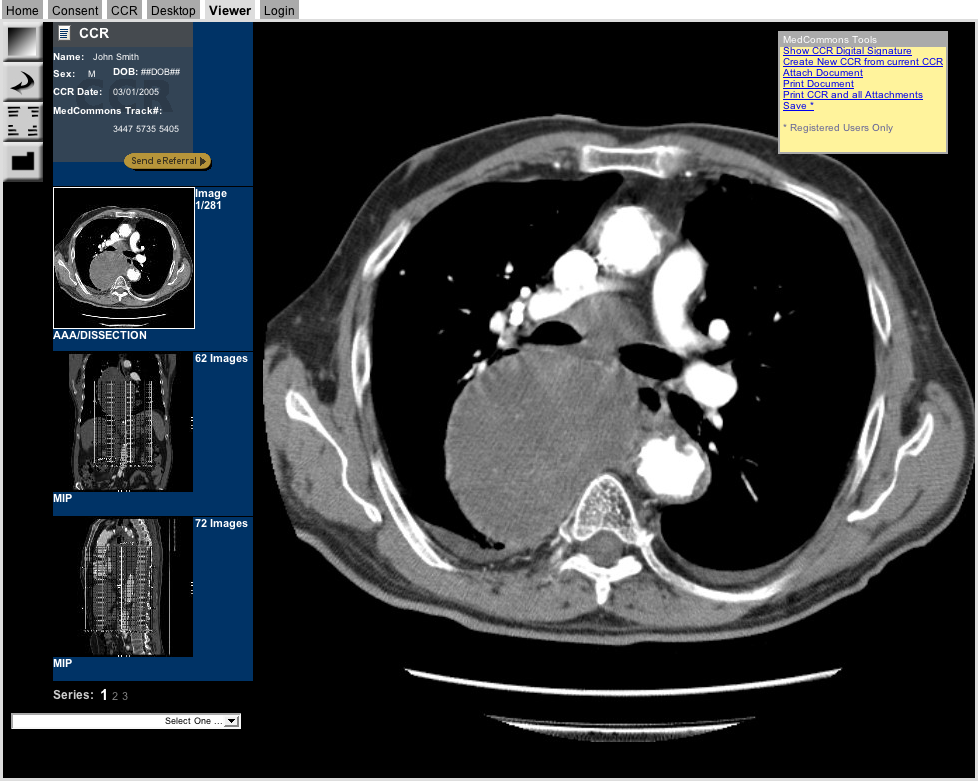 Home Consent CCR Desktop Viewer Login
CCR
Name: John Smith
Sex: M DOB: ##DOB##
CCR Date: 03/01/2005
MedCommons Track#:
3447 5735 5405
Send eReferral
Image
1/281
AAA/DISSECTION
62 Images
MIP
72 Images
MIP
Series: 1 2 3
Select One ...
MedCommons Tools
Show CCR Digital Signature
Create New CCR from current CCR
Attach Document
Print Document
Print CCR and all Attachments
Save *
* Registered Users Only